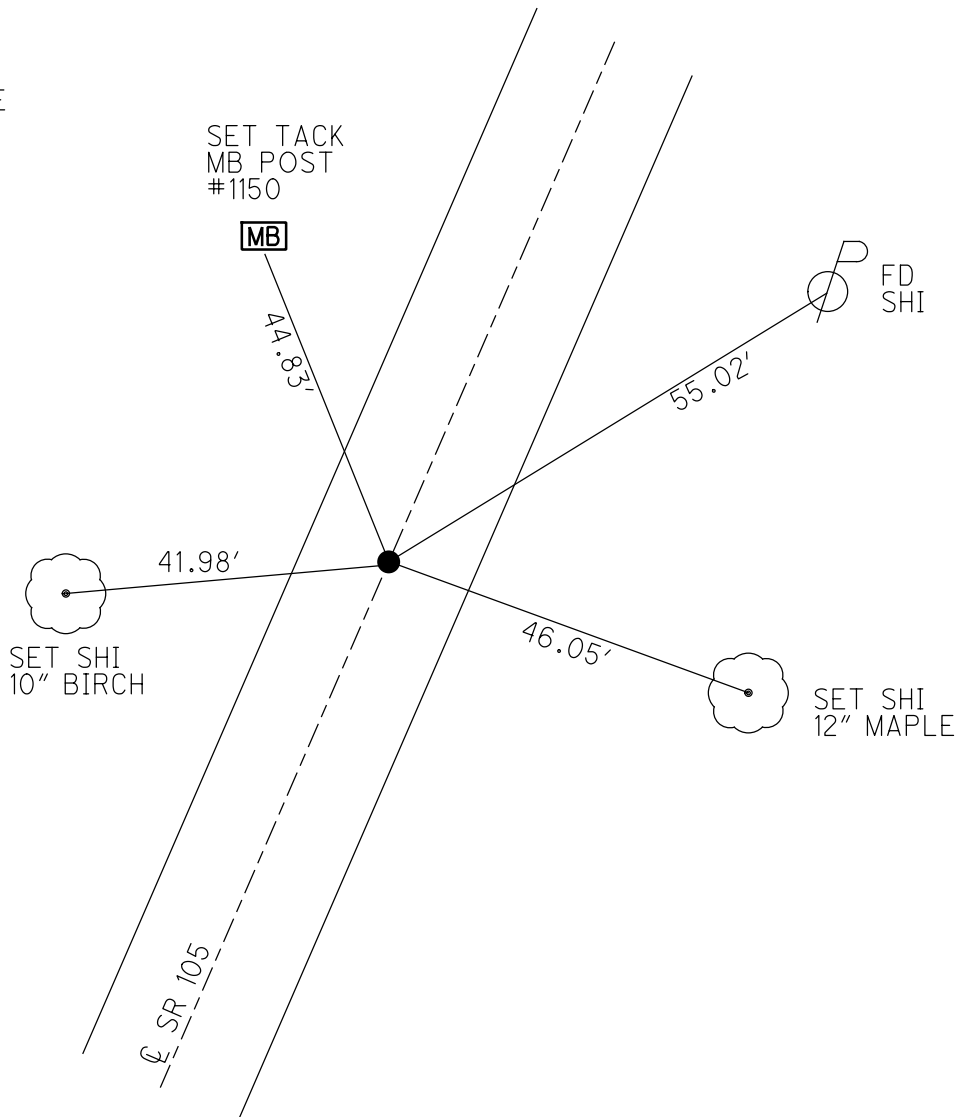 E
SET TACK
MB POST
#1150
MB
FD
SHI
44.83'
55.02'
41.98'
46.05'
SET SHI
10" BIRCH
SET SHI
12" MAPLE
℄ SR 105